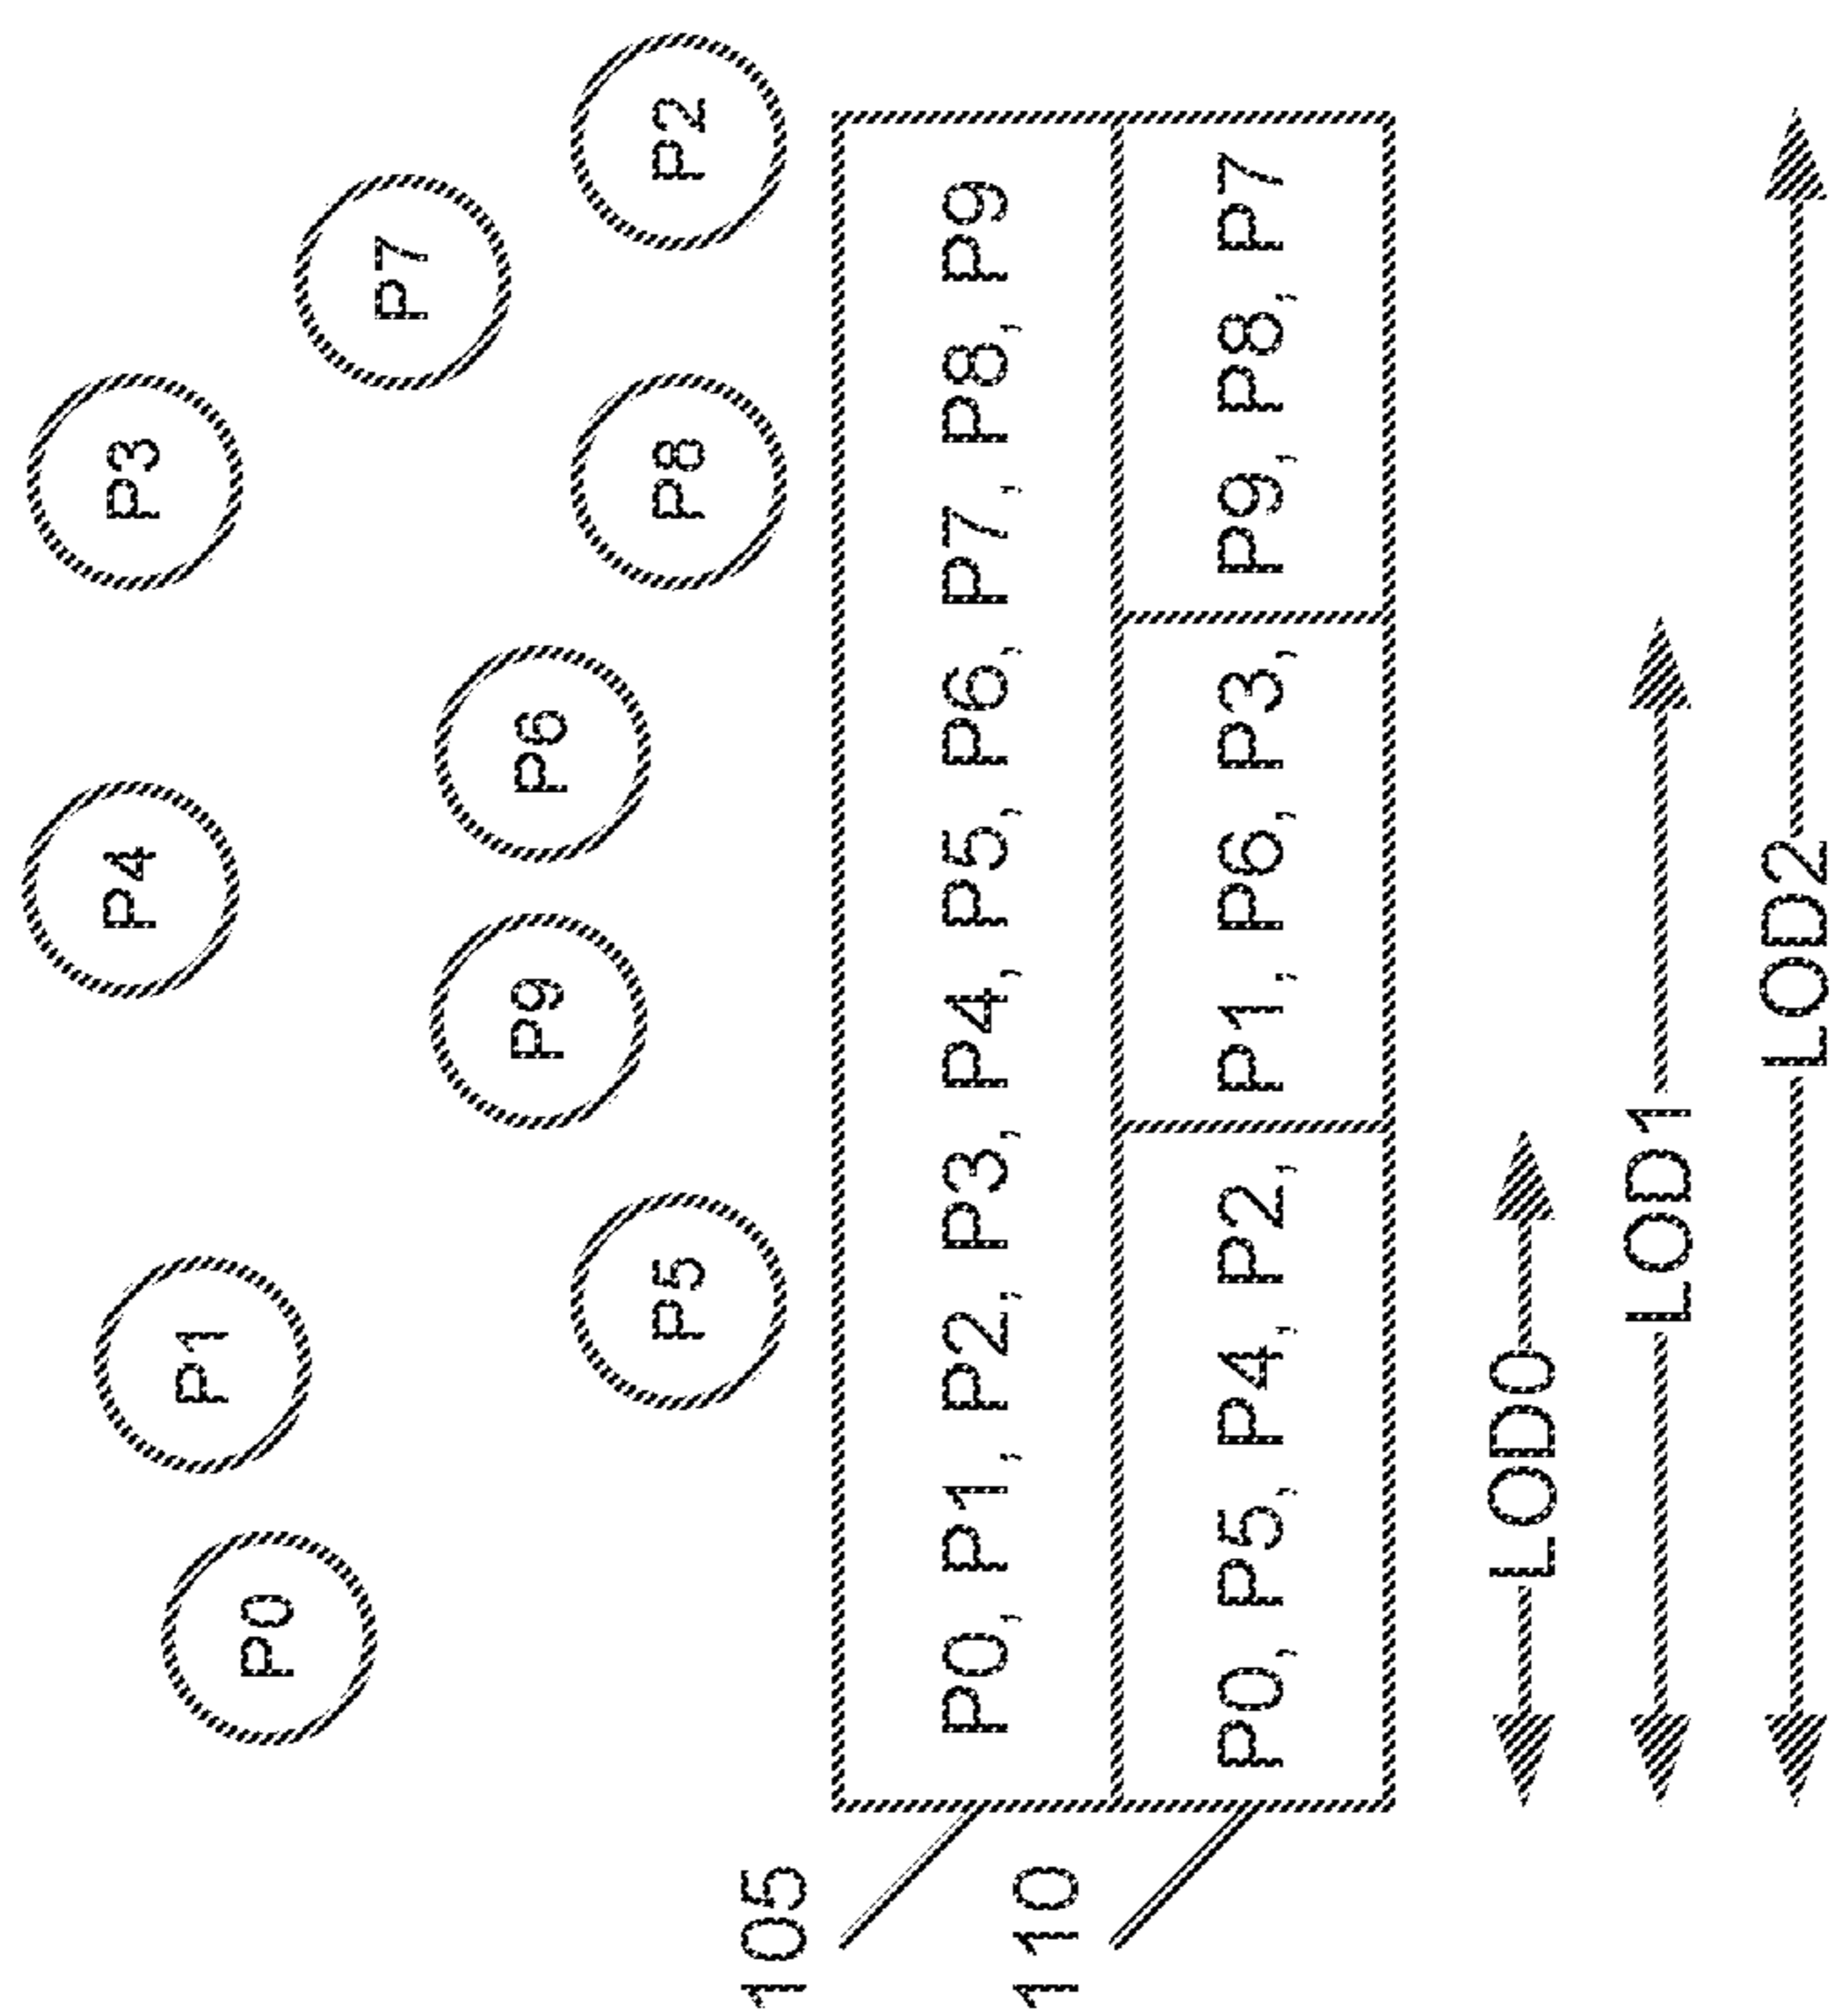 P3
P4
P1
P7
P0
P6
P9
P2
P8
P5
105
P0, P1, P2, P3, P4, P5, P6, P7, P8, P9
110
P0, P5, P4, P2,
P1, P6, P3,
P9, P8, P7
LOD0
LOD1
LOD2